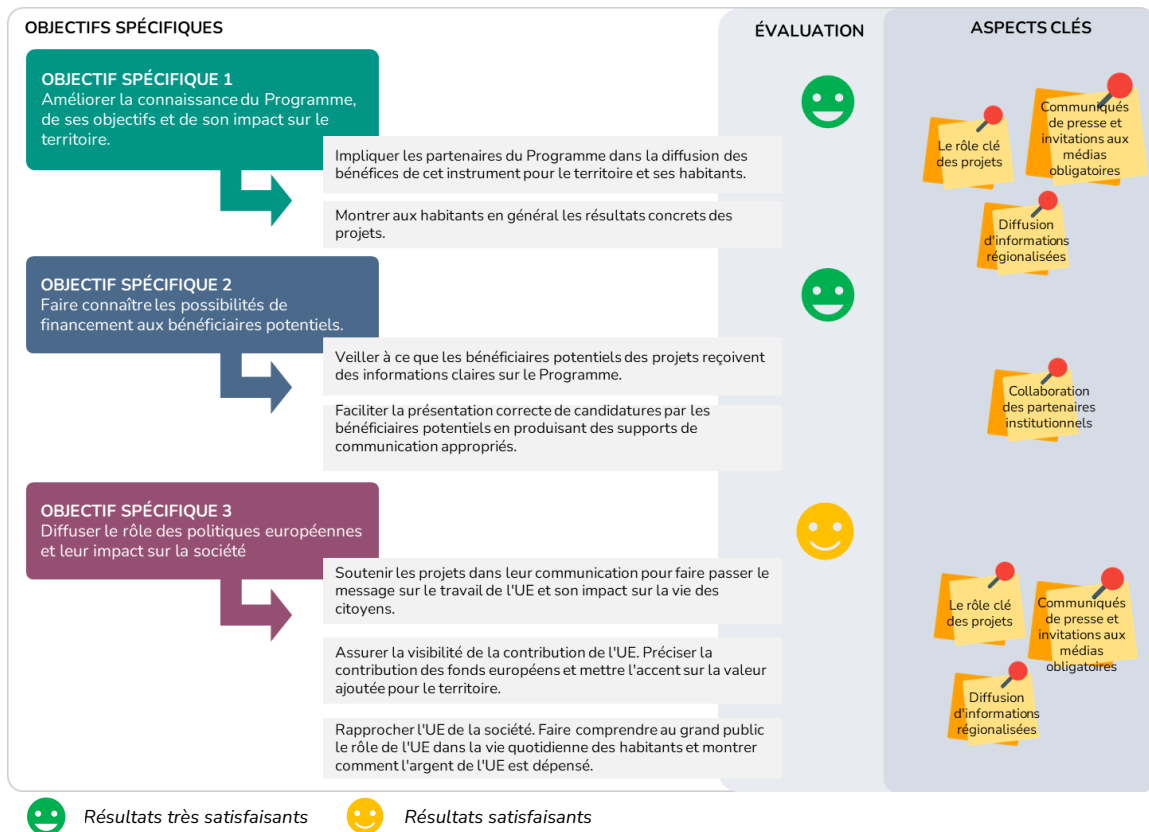 OBJECTIFS SPÉCIFIQUES
ÉVALUATION
ASPECTS CLÉS
OBJECTIF SPÉCIFIQUE 1
Améliorer la connaissance du Programme,
de ses objectifs et de son impact sur le
territoire.
Impliquer les partenaires du Programme dans la diffusion des
bénéfices de cet instrument pour le territoire et ses habitants.
Montrer aux habitants en général les résultats concrets des
projets.
Le rôle clé
des projets
Communiqués
de presse et
invitations aux
médias
obligatoires
Diffusion
d'informations
régionalisées
OBJECTIF SPÉCIFIQUE 2
Faire connaître les possibilités de
financement aux bénéficiaires potentiels.
Veiller à ce que les bénéficiaires potentiels des projets reçoivent
des informations claires sur le Programme.
Faciliter la présentation correcte de candidatures par les
bénéficiaires potentiels en produisant des supports de
communication appropriés.
Collaboration
des partenaires
institutionnels
OBJECTIF SPÉCIFIQUE 3
Diffuser le rôle des politiques européennes
et leur impact sur la société
Soutenir les projets dans leur communication pour faire passer le
message sur le travail de l'UE et son impact sur la vie des
citoyens.
Assurer la visibilité de la contribution de l'UE. Préciser la
contribution des fonds européens et mettre l'accent sur la valeur
ajoutée pour le territoire.
Rapprocher l'UE de la société. Faire comprendre au grand public
le rôle de l'UE dans la vie quotidienne des habitants et montrer
comment l'argent de l'UE est dépensé.
Le rôle clé
des projets
Communiqués
de presse et
invitations aux
médias
obligatoires
Diffusion
d'informations
régionalisées
Résultats très satisfaisants
Résultats satisfaisants